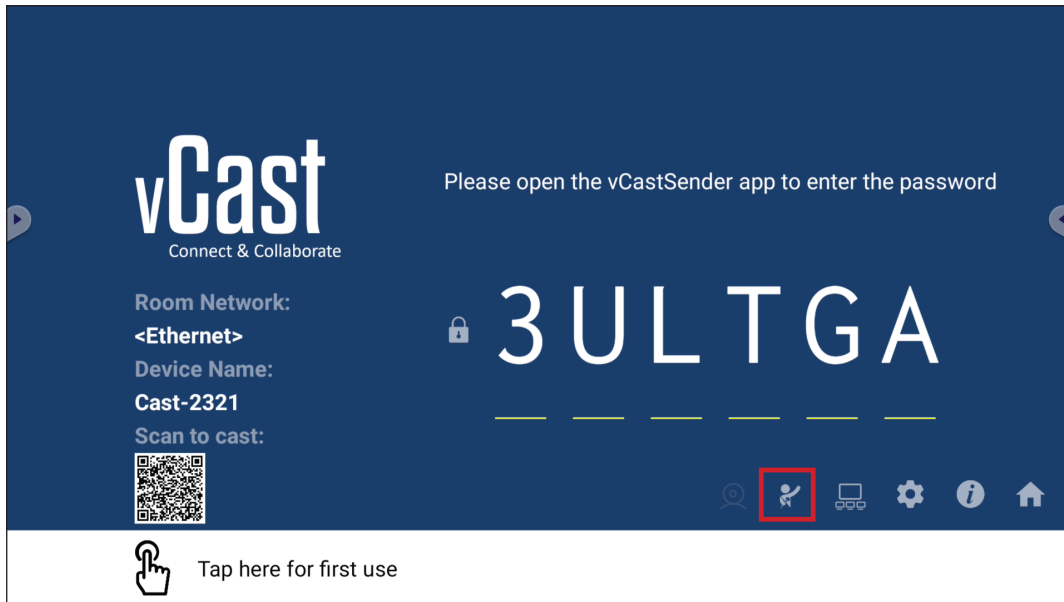 vCast
Connect & Collaborate
Please open the vCastSender app to enter the password
Room Network:
<Ethernet>
Device Name:
Cast-2321
Scan to cast:
3ULTGA
Tap here for first use